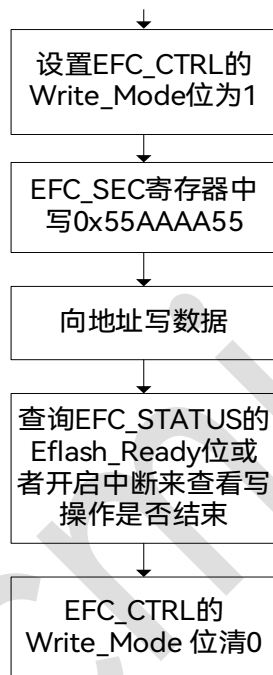 设置EFC_CTRL的
Write_Mode位为1
EFC_SEC寄存器中
写0x55AAAA55
向地址写数据
查询EFC_STATUS的
Eflash_Ready位或
者开启中断来查看写
操作是否结束
EFC_CTRL的
Write_Mode 位清0